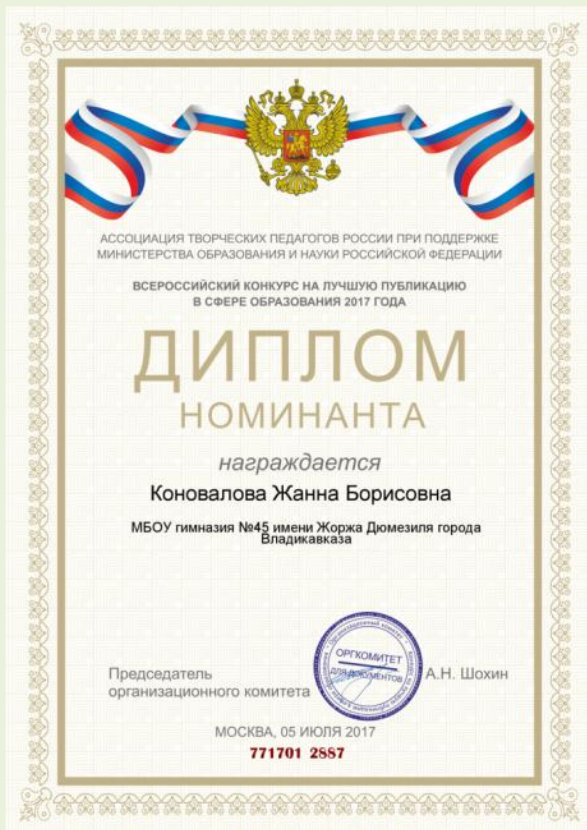 АССОЦИАЦИЯ ТВОРЧЕСКИХ ПЕДАГОГОВ РОССИИ ПРИ ПОДДЕРЖКЕ
МИНИСТЕРСТВА ОБРАЗОВАНИЯ И НАУКИ РОССИЙСКОЙ ФЕДЕРАЦИИ
ВСЕРОССИЙСКИЙ КОНКУРС НА ЛУЧШУЮ ПУБЛИКАЦИЮ
В СФЕРЕ ОБРАЗОВАНИЯ 2017 ГОДА
ДИПЛОМ
НОМИНАНТА
награждается
Коновалова Жанна Борисовна
МБОУ гимназия №45 имени Жоржа Дюмезиля города
Владикавказа
ОРГКОМИТЕТ
ДЛЯ ДОКУМЕНТОВ
Председатель
организационного комитета
А.Н. Шохин
МОСКВА, 05 ИЮЛЯ 2017
771701 2887